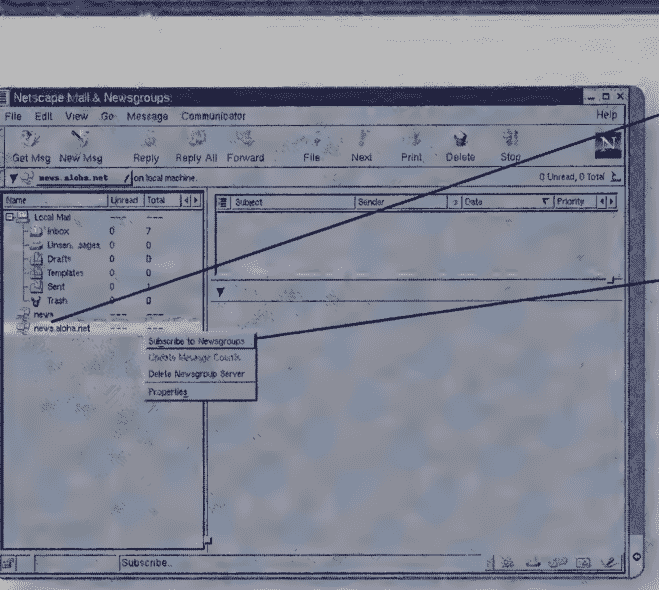 Netscape Mail & Newsgroups
File Edit View Go Message Communicator Help
Get Msg New Msg Reply Reply All Forward File Next Print Delete Stop
N
news.aloha.net on local machine. 0 Unread, 0 Total
Name Unread Total Subject Sender Date Priority
Local Mail --- ---
Inbox 0 7
Drafts 0 0
Templates 0 0
Sent 0
Trash 0 0
news --- ---
news.aloha.net --- ---
Subscribe to Newsgroups
Update Message Counts
Delete Newsgroup Server
Properties
Subscribe..